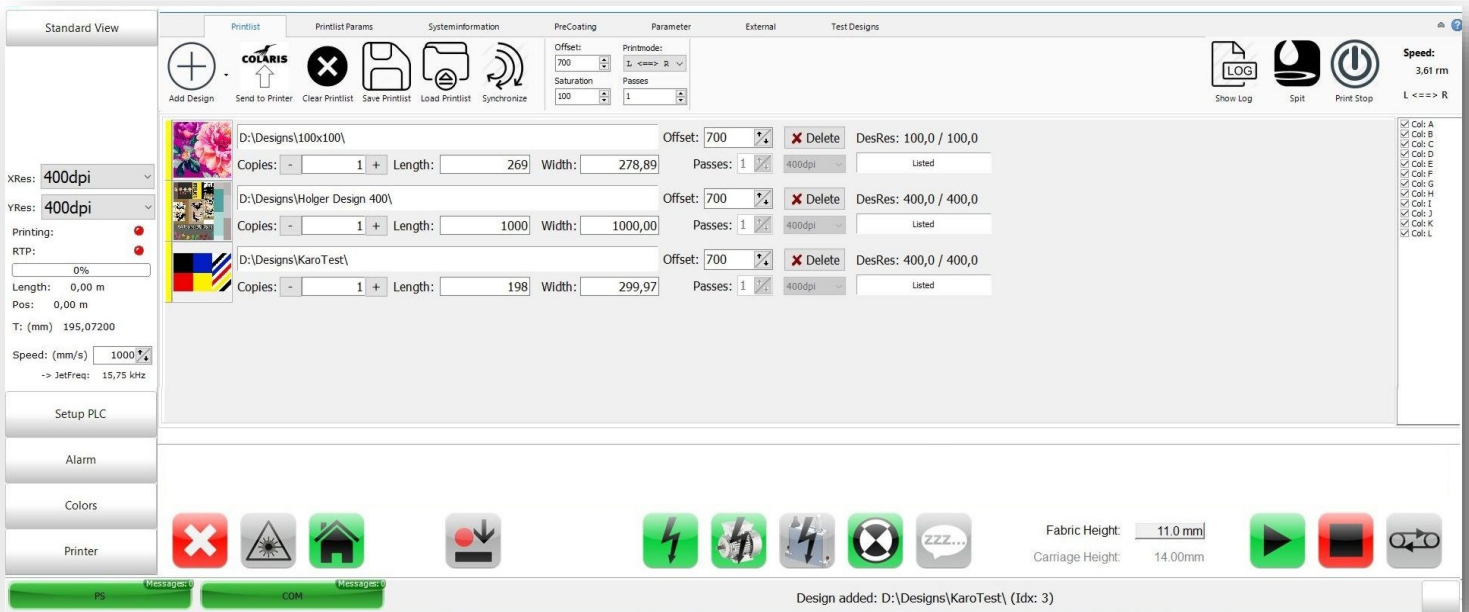 Standard View
Printlist Printlist Params Systeminformation PreCoating Parameter External Test Designs
COLARIS
Add Design Send to Printer Clear Printlist Save Printlist Load Printlist Synchronize
Offset: Printmode:
700 L <==> R
Saturation Passes
100 1
LOG
Show Log Spit Print Stop
Speed:
3,61 rm
L <==> R
XRes: 400dpi
YRes: 400dpi
Printing:
RTP:
0%
Length: 0,00 m
Pos: 0,00 m
T: (mm) 195,07200
Speed: (mm/s) 1000
-> JetFreq: 15,75 kHz
Setup PLC
Alarm
Colors
Printer
D:\Designs\100x100\ Offset: 700 Delete DesRes: 100,0 / 100,0
Copies: - 1 + Length: 269 Width: 278,89 Passes: 1 400dpi Listed
D:\Designs\Holger Design 400\ Offset: 700 Delete DesRes: 400,0 / 400,0
Copies: - 1 + Length: 1000 Width: 1000,00 Passes: 1 400dpi Listed
D:\Designs\KaroTest\ Offset: 700 Delete DesRes: 400,0 / 400,0
Copies: - 1 + Length: 198 Width: 299,97 Passes: 1 400dpi Listed
Col: A
Col: B
Col: C
Col: D
Col: E
Col: F
Col: G
Col: H
Col: I
Col: J
Col: K
Col: L
zzz...
Fabric Height: 11.0 mm
Carriage Height: 14.00mm
PS Messages: 0
COM Messages: 0
Design added: D:\Designs\KaroTest\ (Idx: 3)